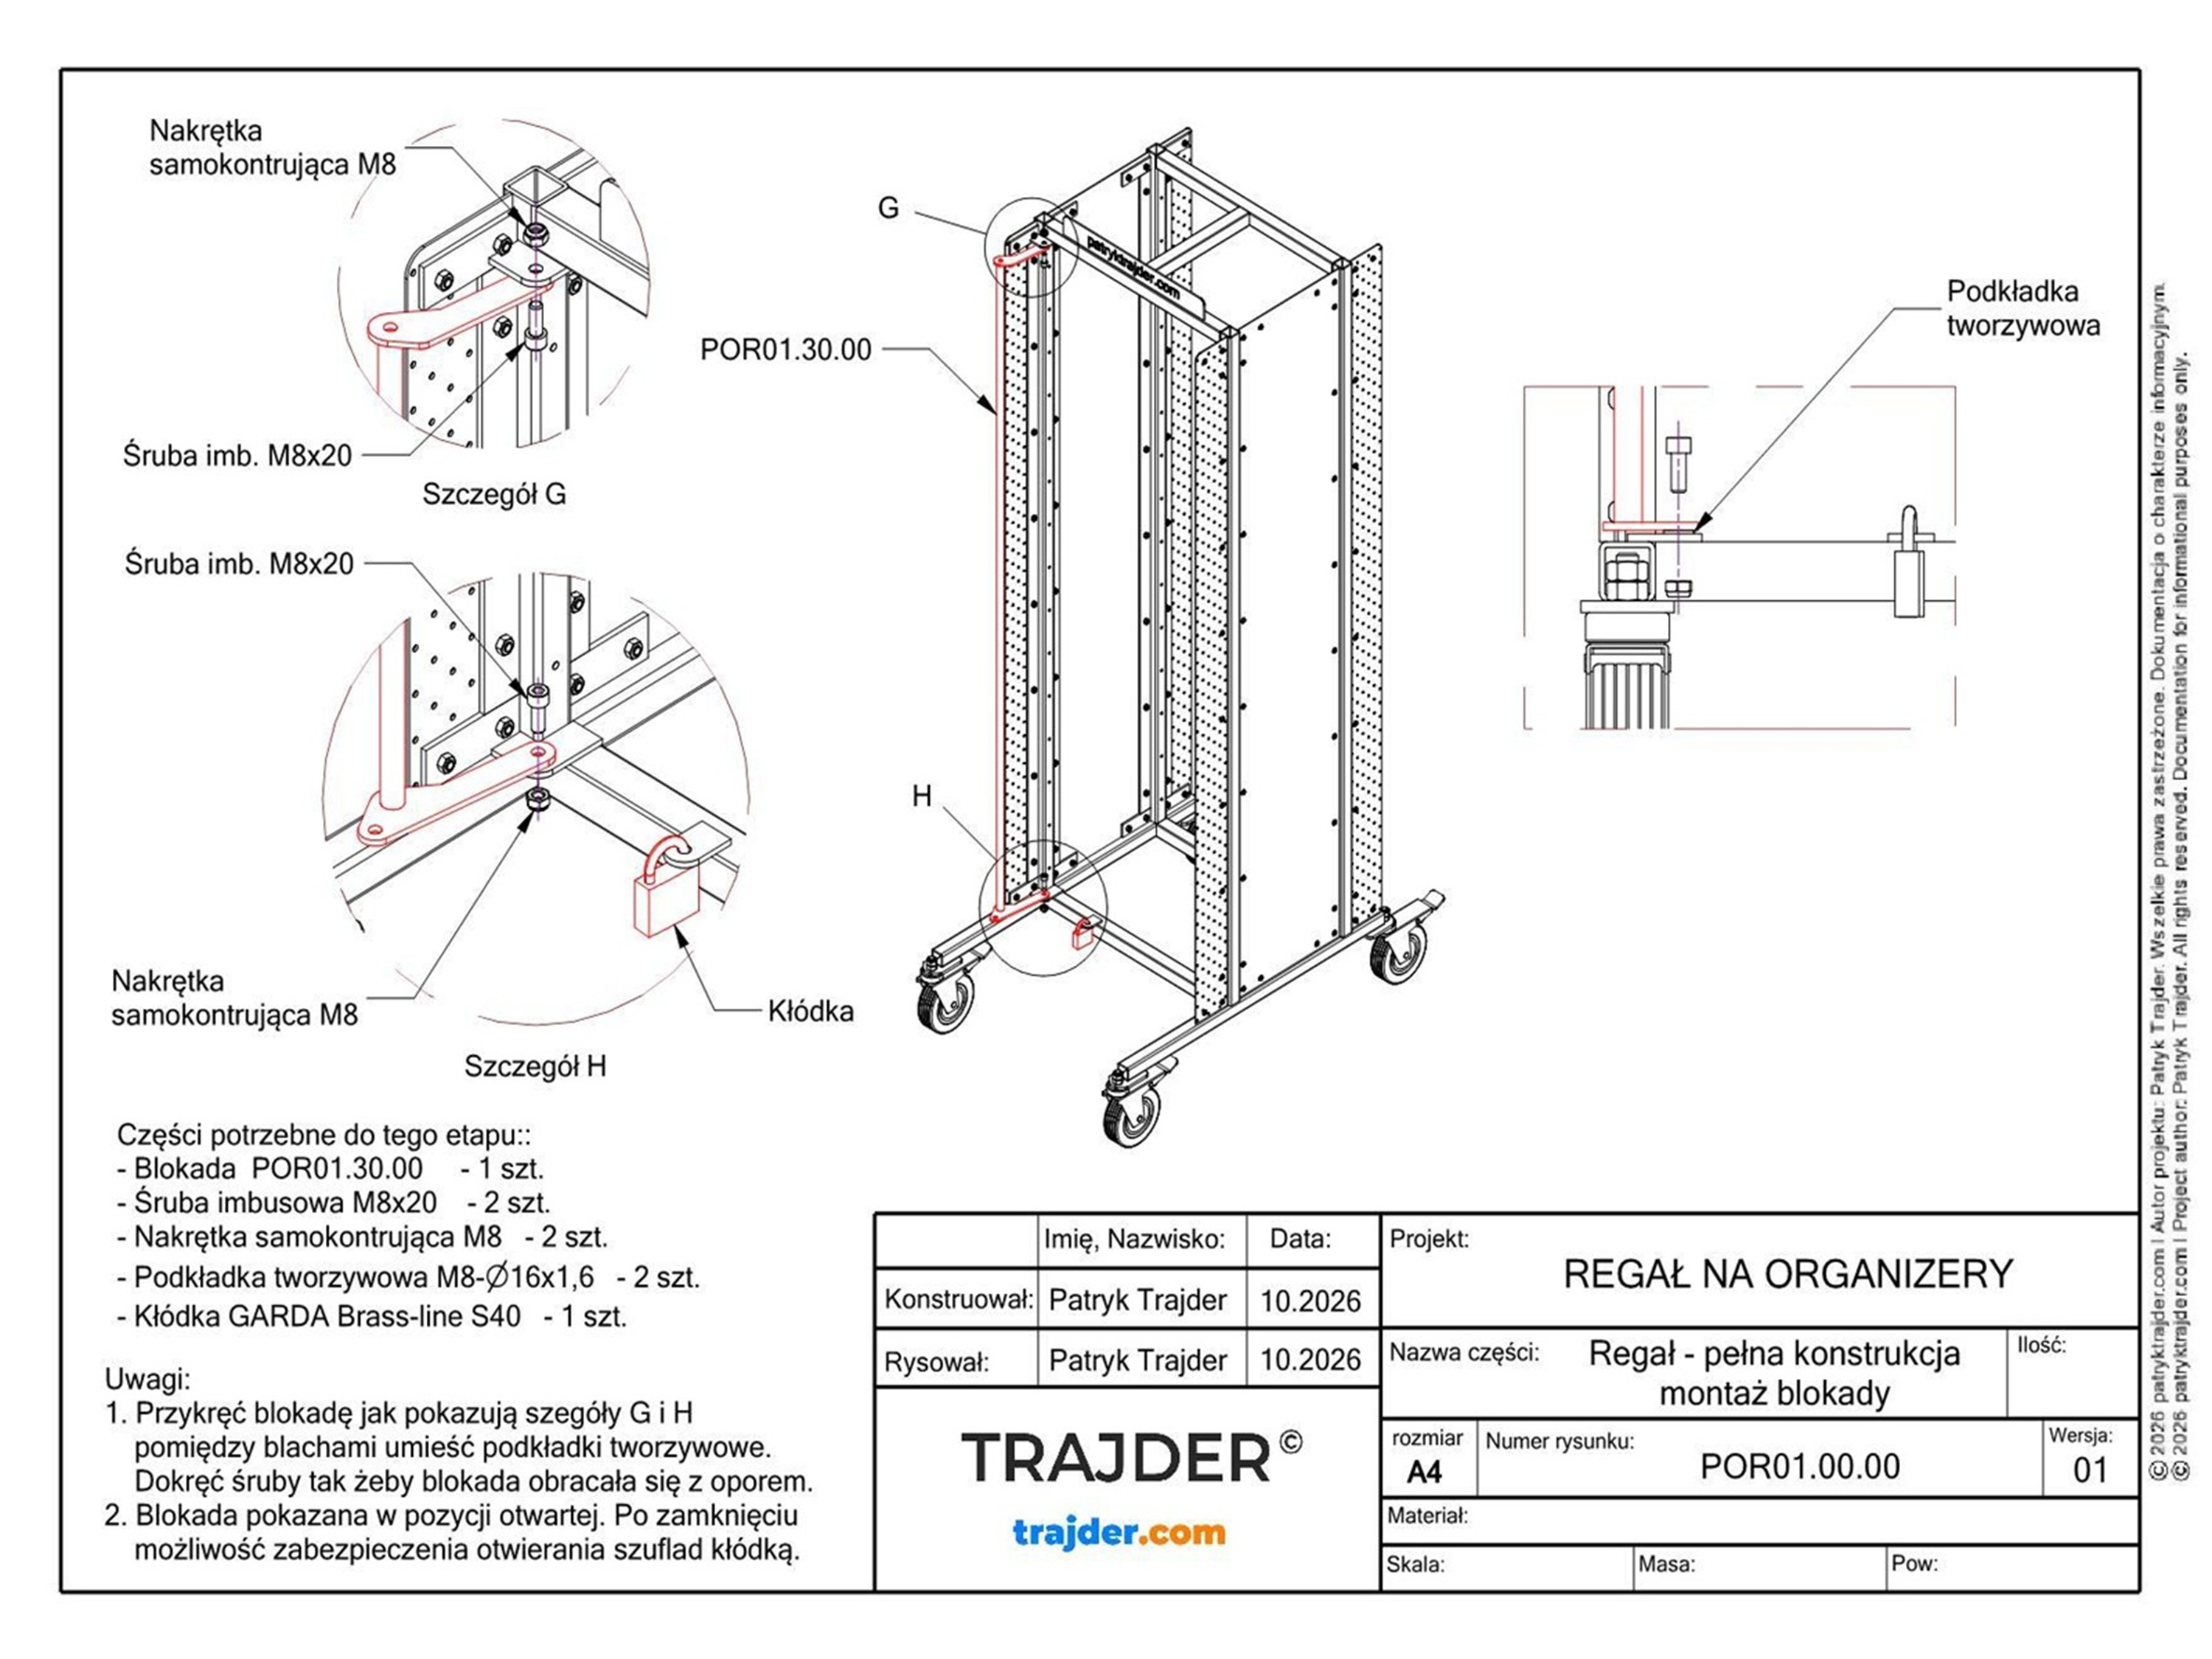 Nakrętka
samokontrująca M8
Śruba imb. M8x20
Szczegół G
Śruba imb. M8x20
Nakrętka
samokontrująca M8
Kłódka
Szczegół H
G
POR01.30.00
H
patryktrajder.com
Podkładka
tworzywowa
Części potrzebne do tego etapu::
- Blokada POR01.30.00 - 1 szt.
- Śruba imbusowa M8x20 - 2 szt.
- Nakrętka samokontrująca M8 - 2 szt.
- Podkładka tworzywowa M8-Ø16x1,6 - 2 szt.
- Kłódka GARDA Brass-line S40 - 1 szt.
Uwagi:
1. Przykręć blokadę jak pokazują szegóły G i H
pomiędzy blachami umieść podkładki tworzywowe.
Dokręć śruby tak żeby blokada obracała się z oporem.
2. Blokada pokazana w pozycji otwartej. Po zamknięciu
możliwość zabezpieczenia otwierania szuflad kłódką.
Imię, Nazwisko: Data:
Konstruował: Patryk Trajder 10.2026
Rysował: Patryk Trajder 10.2026
TRAJDER©
trajder.com
Projekt:
REGAŁ NA ORGANIZERY
Nazwa części: Regał - pełna konstrukcja
montaż blokady
Ilość:
rozmiar
A4
Numer rysunku: POR01.00.00
Wersja:
01
Materiał:
Skala: Masa: Pow:
©2026 patryktrajder.com | Autor projektu: Patryk Trajder. Wszelkie prawa zastrzeżone. Dokumentacja o charakterze informacyjnym.
©2026 patryktrajder.com | Project author: Patryk Trajder. All rights reserved. Documentation for informational purposes only.